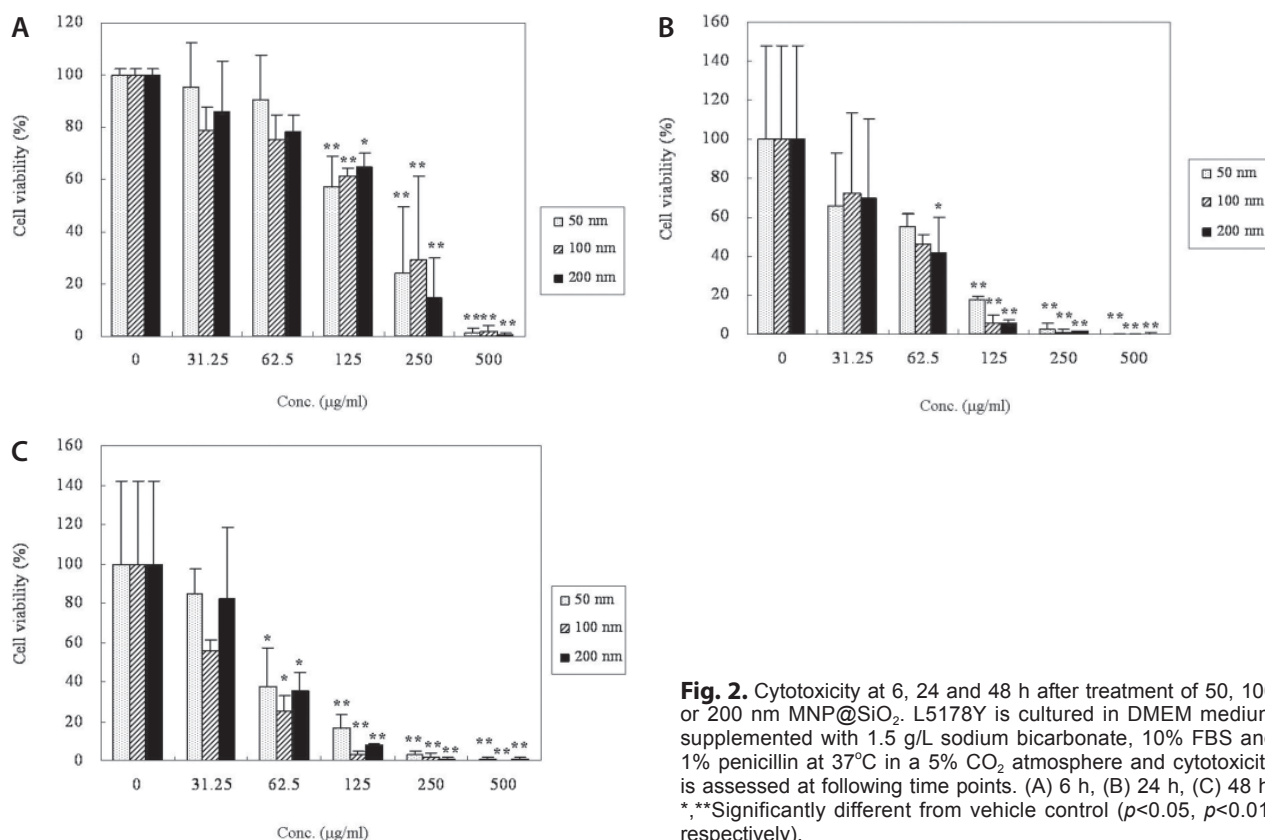 A
120
100
80
60
40
20
0
Cell viability (%)
** ** *
** ** **
** ** **
0 31.25 62.5 125 250 500
Conc. (µg/ml)
50 nm
100 nm
200 nm
B
160
140
120
100
80
60
40
20
0
Cell viability (%)
*
** ** **
** ** **
** ** **
0 31.25 62.5 125 250 500
Conc. (µg/ml)
50 nm
100 nm
200 nm
C
160
140
120
100
80
60
40
20
0
Cell viability (%)
* * *
** ** **
** ** **
** ** **
0 31.25 62.5 125 250 500
Conc. (µg/ml)
50 nm
100 nm
200 nm
Fig. 2. Cytotoxicity at 6, 24 and 48 h after treatment of 50, 100
or 200 nm MNP@SiO₂. L5178Y is cultured in DMEM medium
supplemented with 1.5 g/L sodium bicarbonate, 10% FBS and
1% penicillin at 37°C in a 5% CO₂ atmosphere and cytotoxicity
is assessed at following time points. (A) 6 h, (B) 24 h, (C) 48 h.
*,**Significantly different from vehicle control (p<0.05, p<0.01,
respectively).